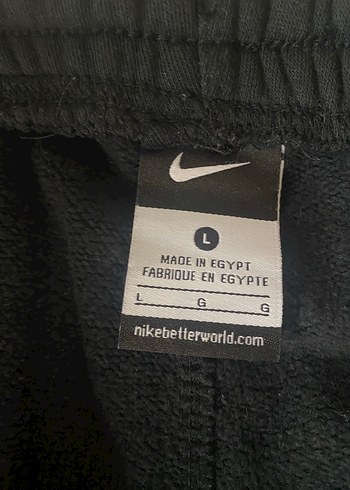 L
MADE IN EGYPT
FABRIQUE EN EGYPTE
L G G
nikebetterworld.com